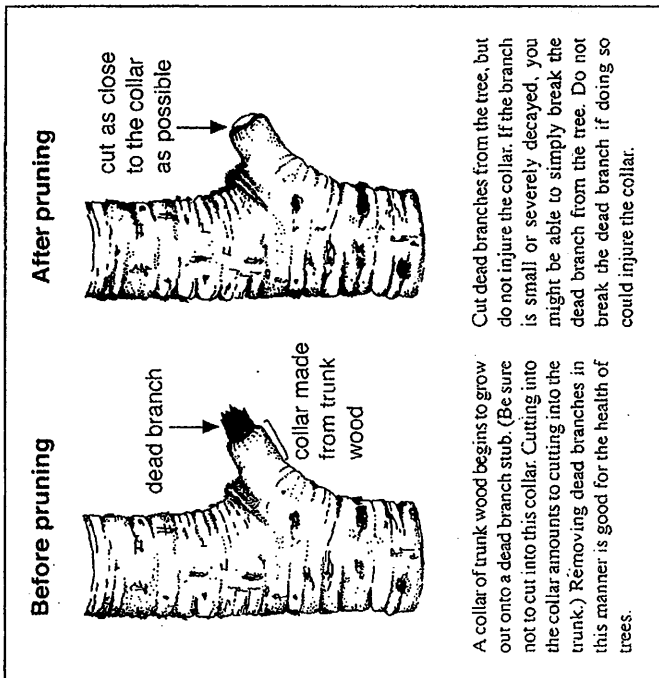 Before pruning
dead branch
collar made
from trunk
wood
A collar of trunk wood begins to grow
out onto a dead branch stub. (Be sure
not to cut into this collar. Cutting into
the collar amounts to cutting into the
trunk.) Removing dead branches in
this manner is good for the health of
trees.
After pruning
cut as close
to the collar
as possible
Cut dead branches from the tree, but
do not injure the collar. If the branch
is small or severely decayed, you
might be able to simply break the
dead branch from the tree. Do not
break the dead branch if doing so
could injure the collar.